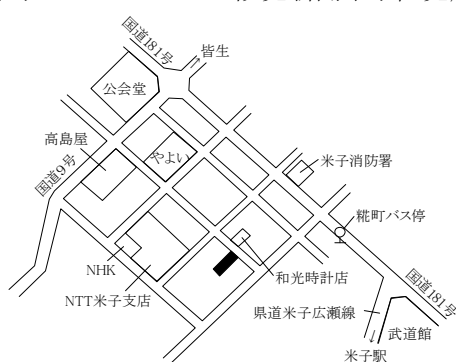 国道181号
皆生
公会堂
高島屋
やよい
国道9号
米子消防署
糀町バス停
NHK
和光時計店
NTT米子支店
県道米子広瀬線
国道181号
武道館
米子駅